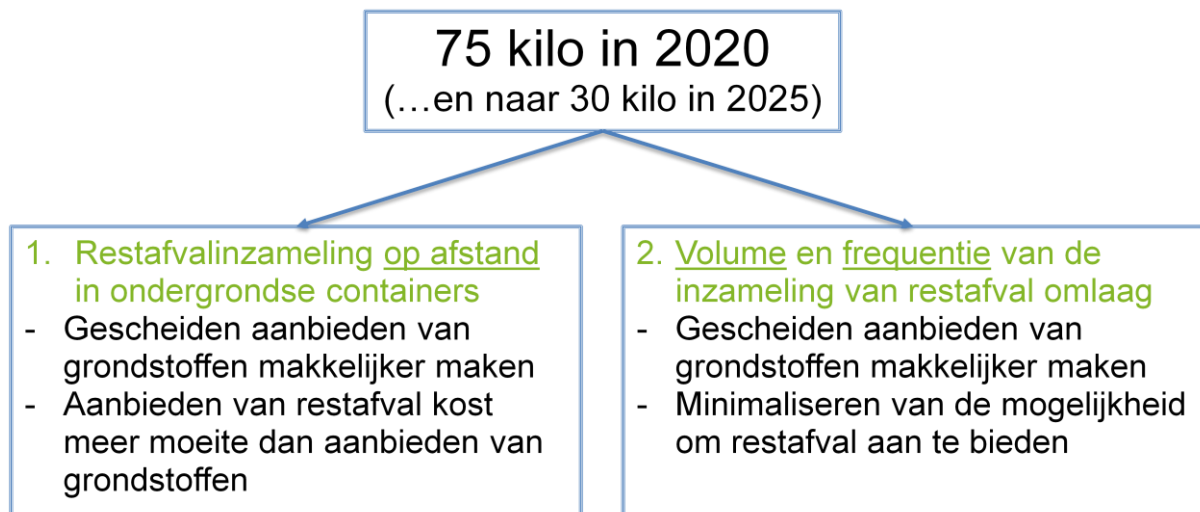 75 kilo in 2020
(…en naar 30 kilo in 2025)
1. Restafvalinzameling op afstand
in ondergrondse containers
- Gescheiden aanbieden van
grondstoffen makkelijker maken
- Aanbieden van restafval kost
meer moeite dan aanbieden van
grondstoffen
2. Volume en frequentie van de
inzameling van restafval omlaag
- Gescheiden aanbieden van
grondstoffen makkelijker maken
- Minimaliseren van de mogelijkheid
om restafval aan te bieden